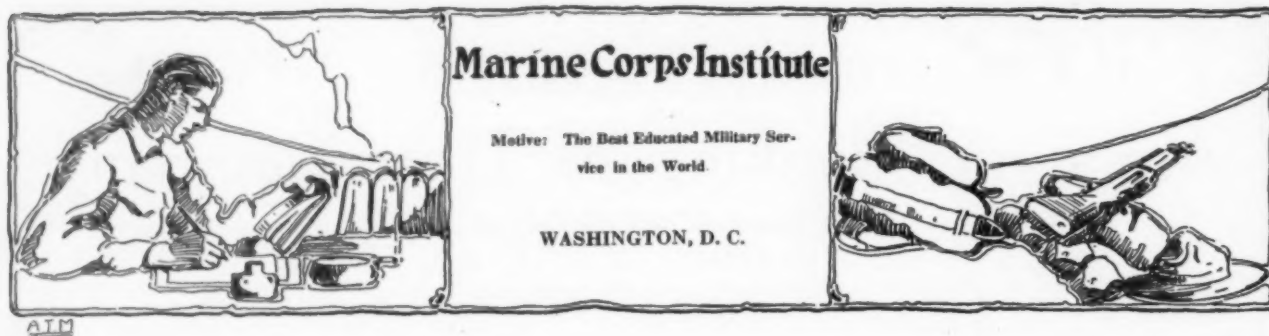 Marine Corps Institute
Motive: The Best Educated Military Ser-
vice in the World.
WASHINGTON, D. C.
ATM